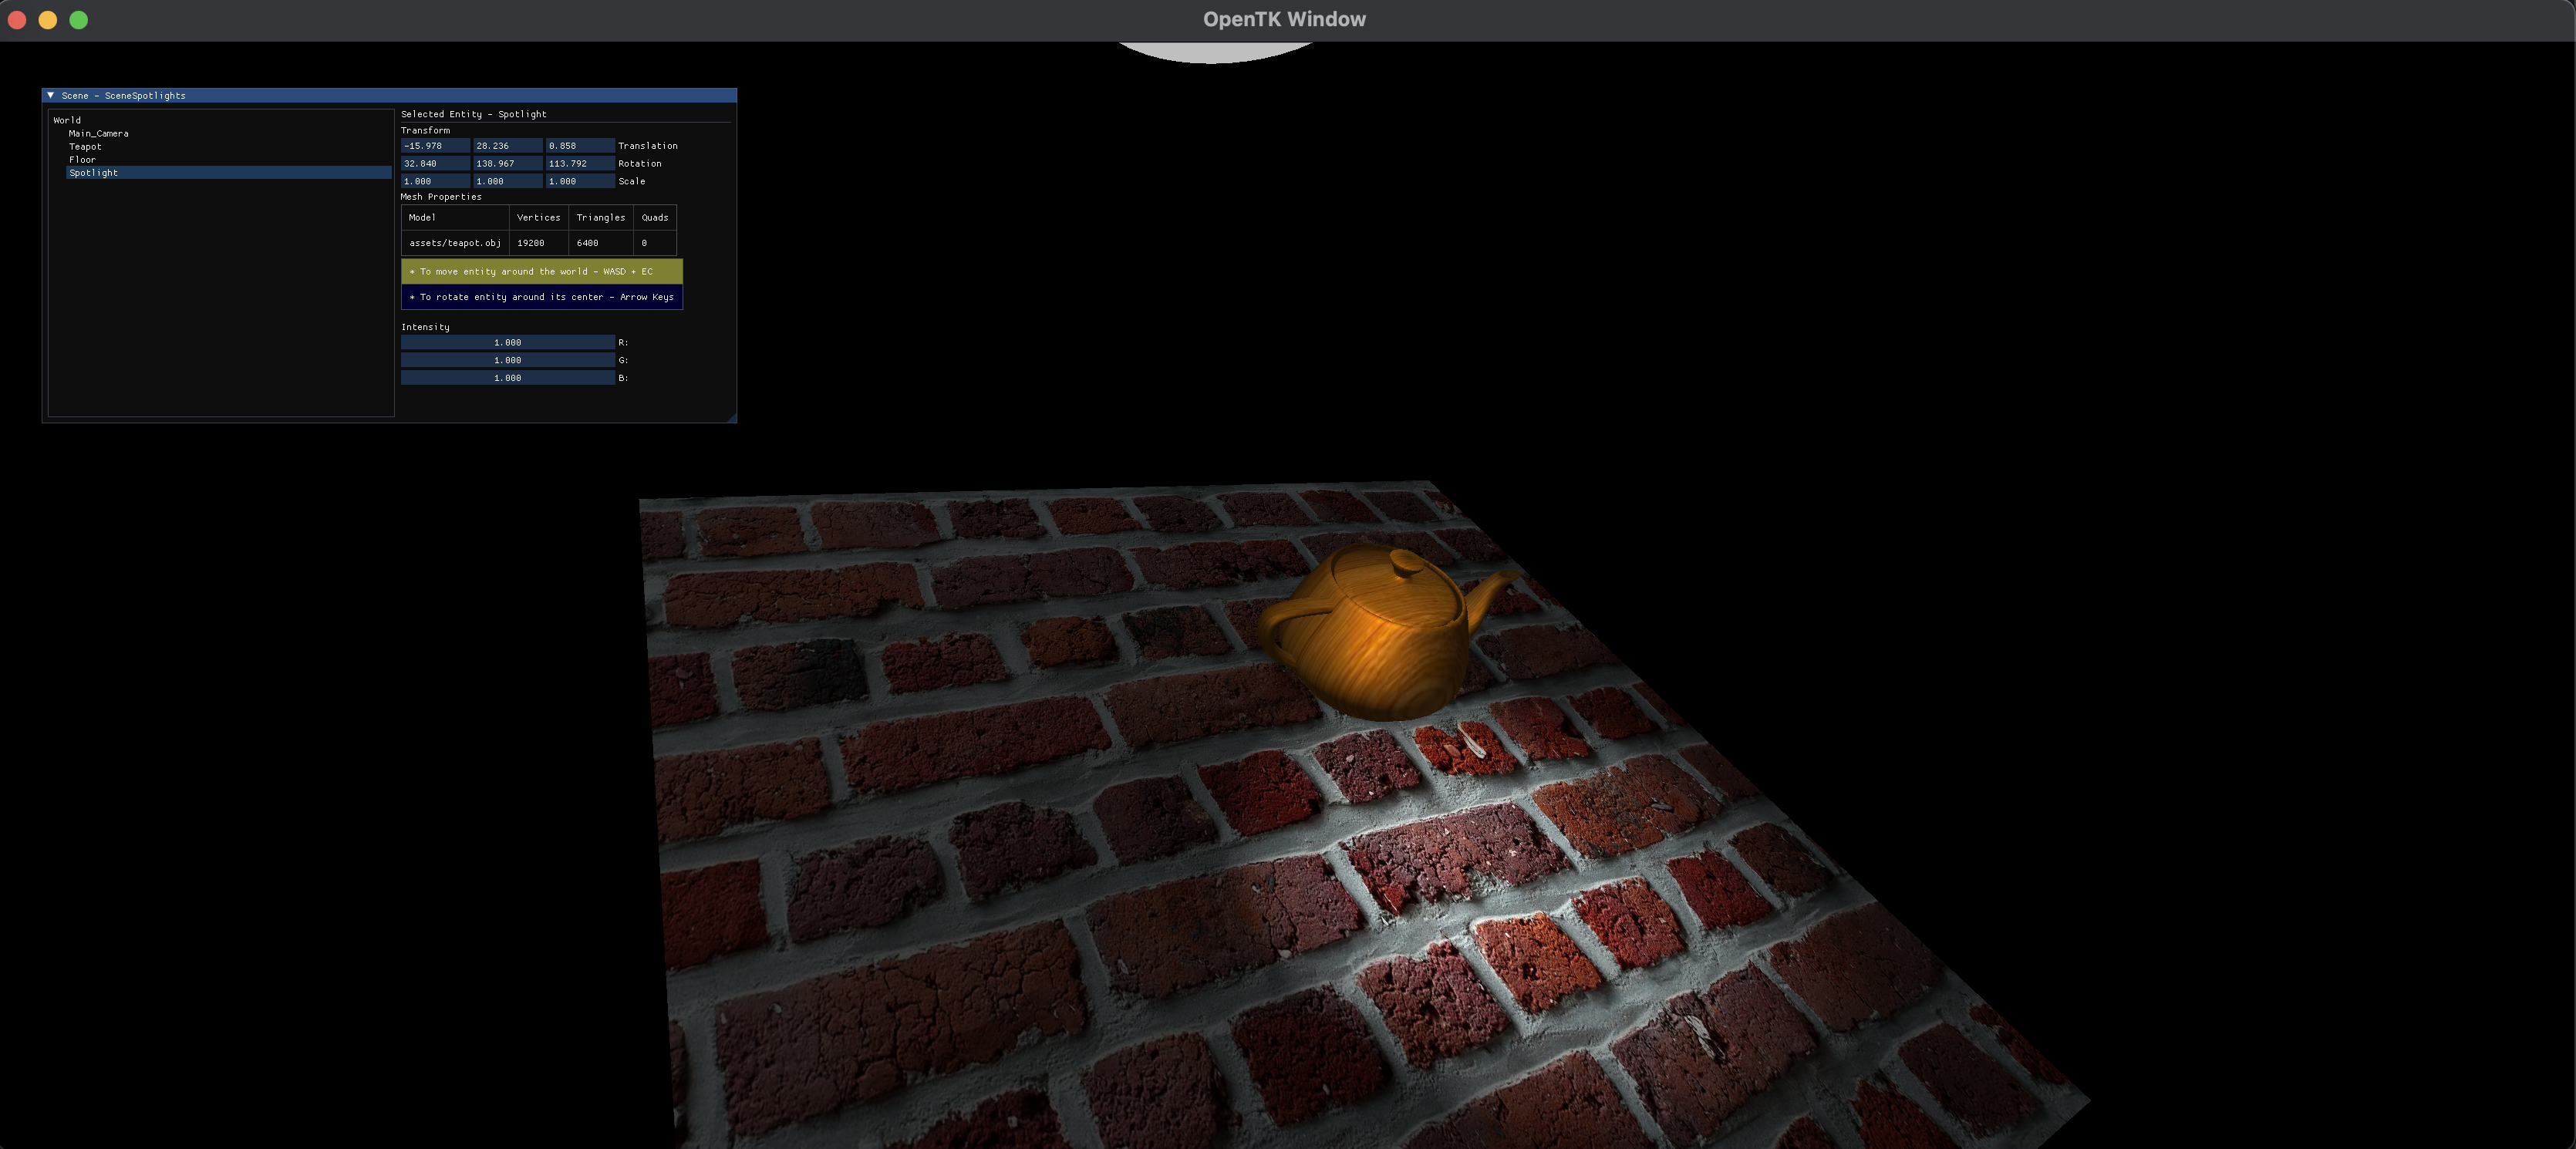 OpenTK Window
Scene - SceneSpotlights
World
Main_Camera
Teapot
Floor
Spotlight
Selected Entity - Spotlight
Transform
-15.978 28.236 0.858 Translation
32.840 138.967 113.792 Rotation
1.000 1.000 1.000 Scale
Mesh Properties
Model Vertices Triangles Quads
assets/teapot.obj 19200 6400 0
* To move entity around the world - WASD + EC
* To rotate entity around its center - Arrow Keys
Intensity
1.000 R:
1.000 G:
1.000 B: